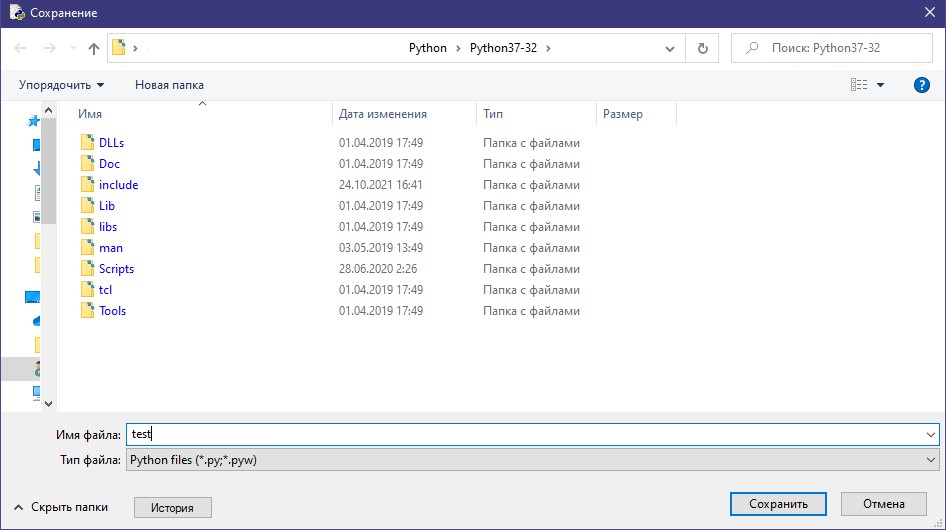 Сохранение
Python > Python37-32 >
Поиск: Python37-32
Упорядочить
Новая папка
?
Имя Дата изменения Тип Размер
DLLs 01.04.2019 17:49 Папка с файлами
Doc 01.04.2019 17:49 Папка с файлами
include 24.10.2021 16:41 Папка с файлами
Lib 01.04.2019 17:49 Папка с файлами
libs 01.04.2019 17:49 Папка с файлами
man 03.05.2019 13:49 Папка с файлами
Scripts 28.06.2020 2:26 Папка с файлами
tcl 01.04.2019 17:49 Папка с файлами
Tools 01.04.2019 17:49 Папка с файлами
Имя файла: test
Тип файла: Python files (*.py;*.pyw)
Скрыть папки История Сохранить Отмена